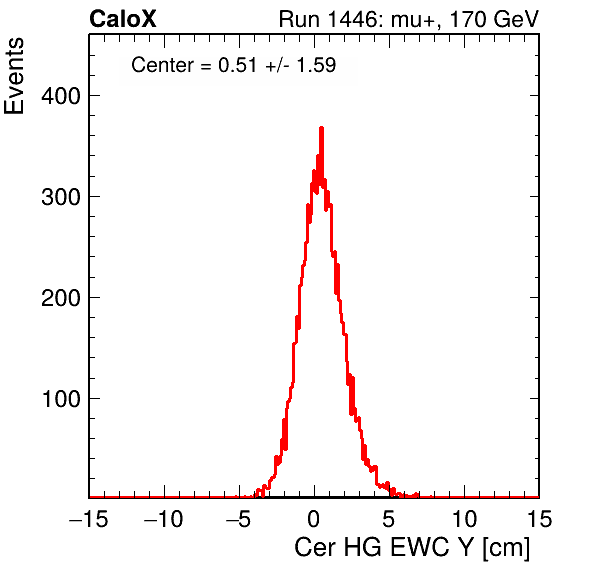 CaloX Run 1446: mu+, 170 GeV
Events
Center = 0.51 +/- 1.59
400
300
200
100
−15 −10 −5 0 5 10 15
Cer HG EWC Y [cm]